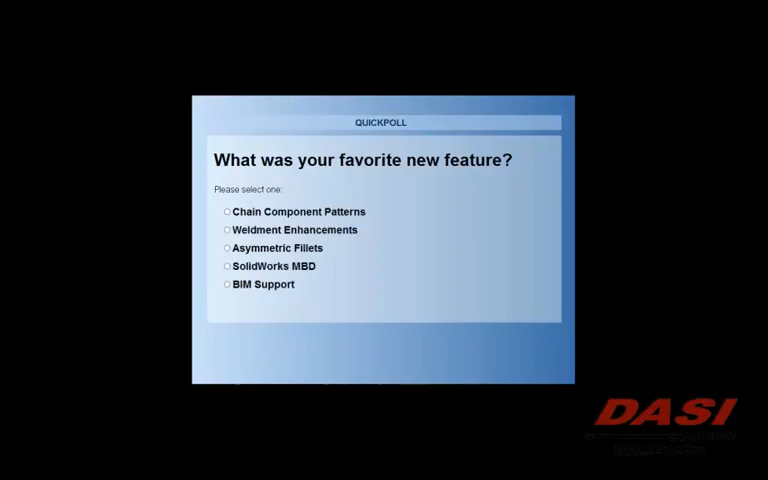 QUICKPOLL
What was your favorite new feature?
Please select one:
Chain Component Patterns
Weldment Enhancements
Asymmetric Fillets
SolidWorks MBD
BIM Support
DASI